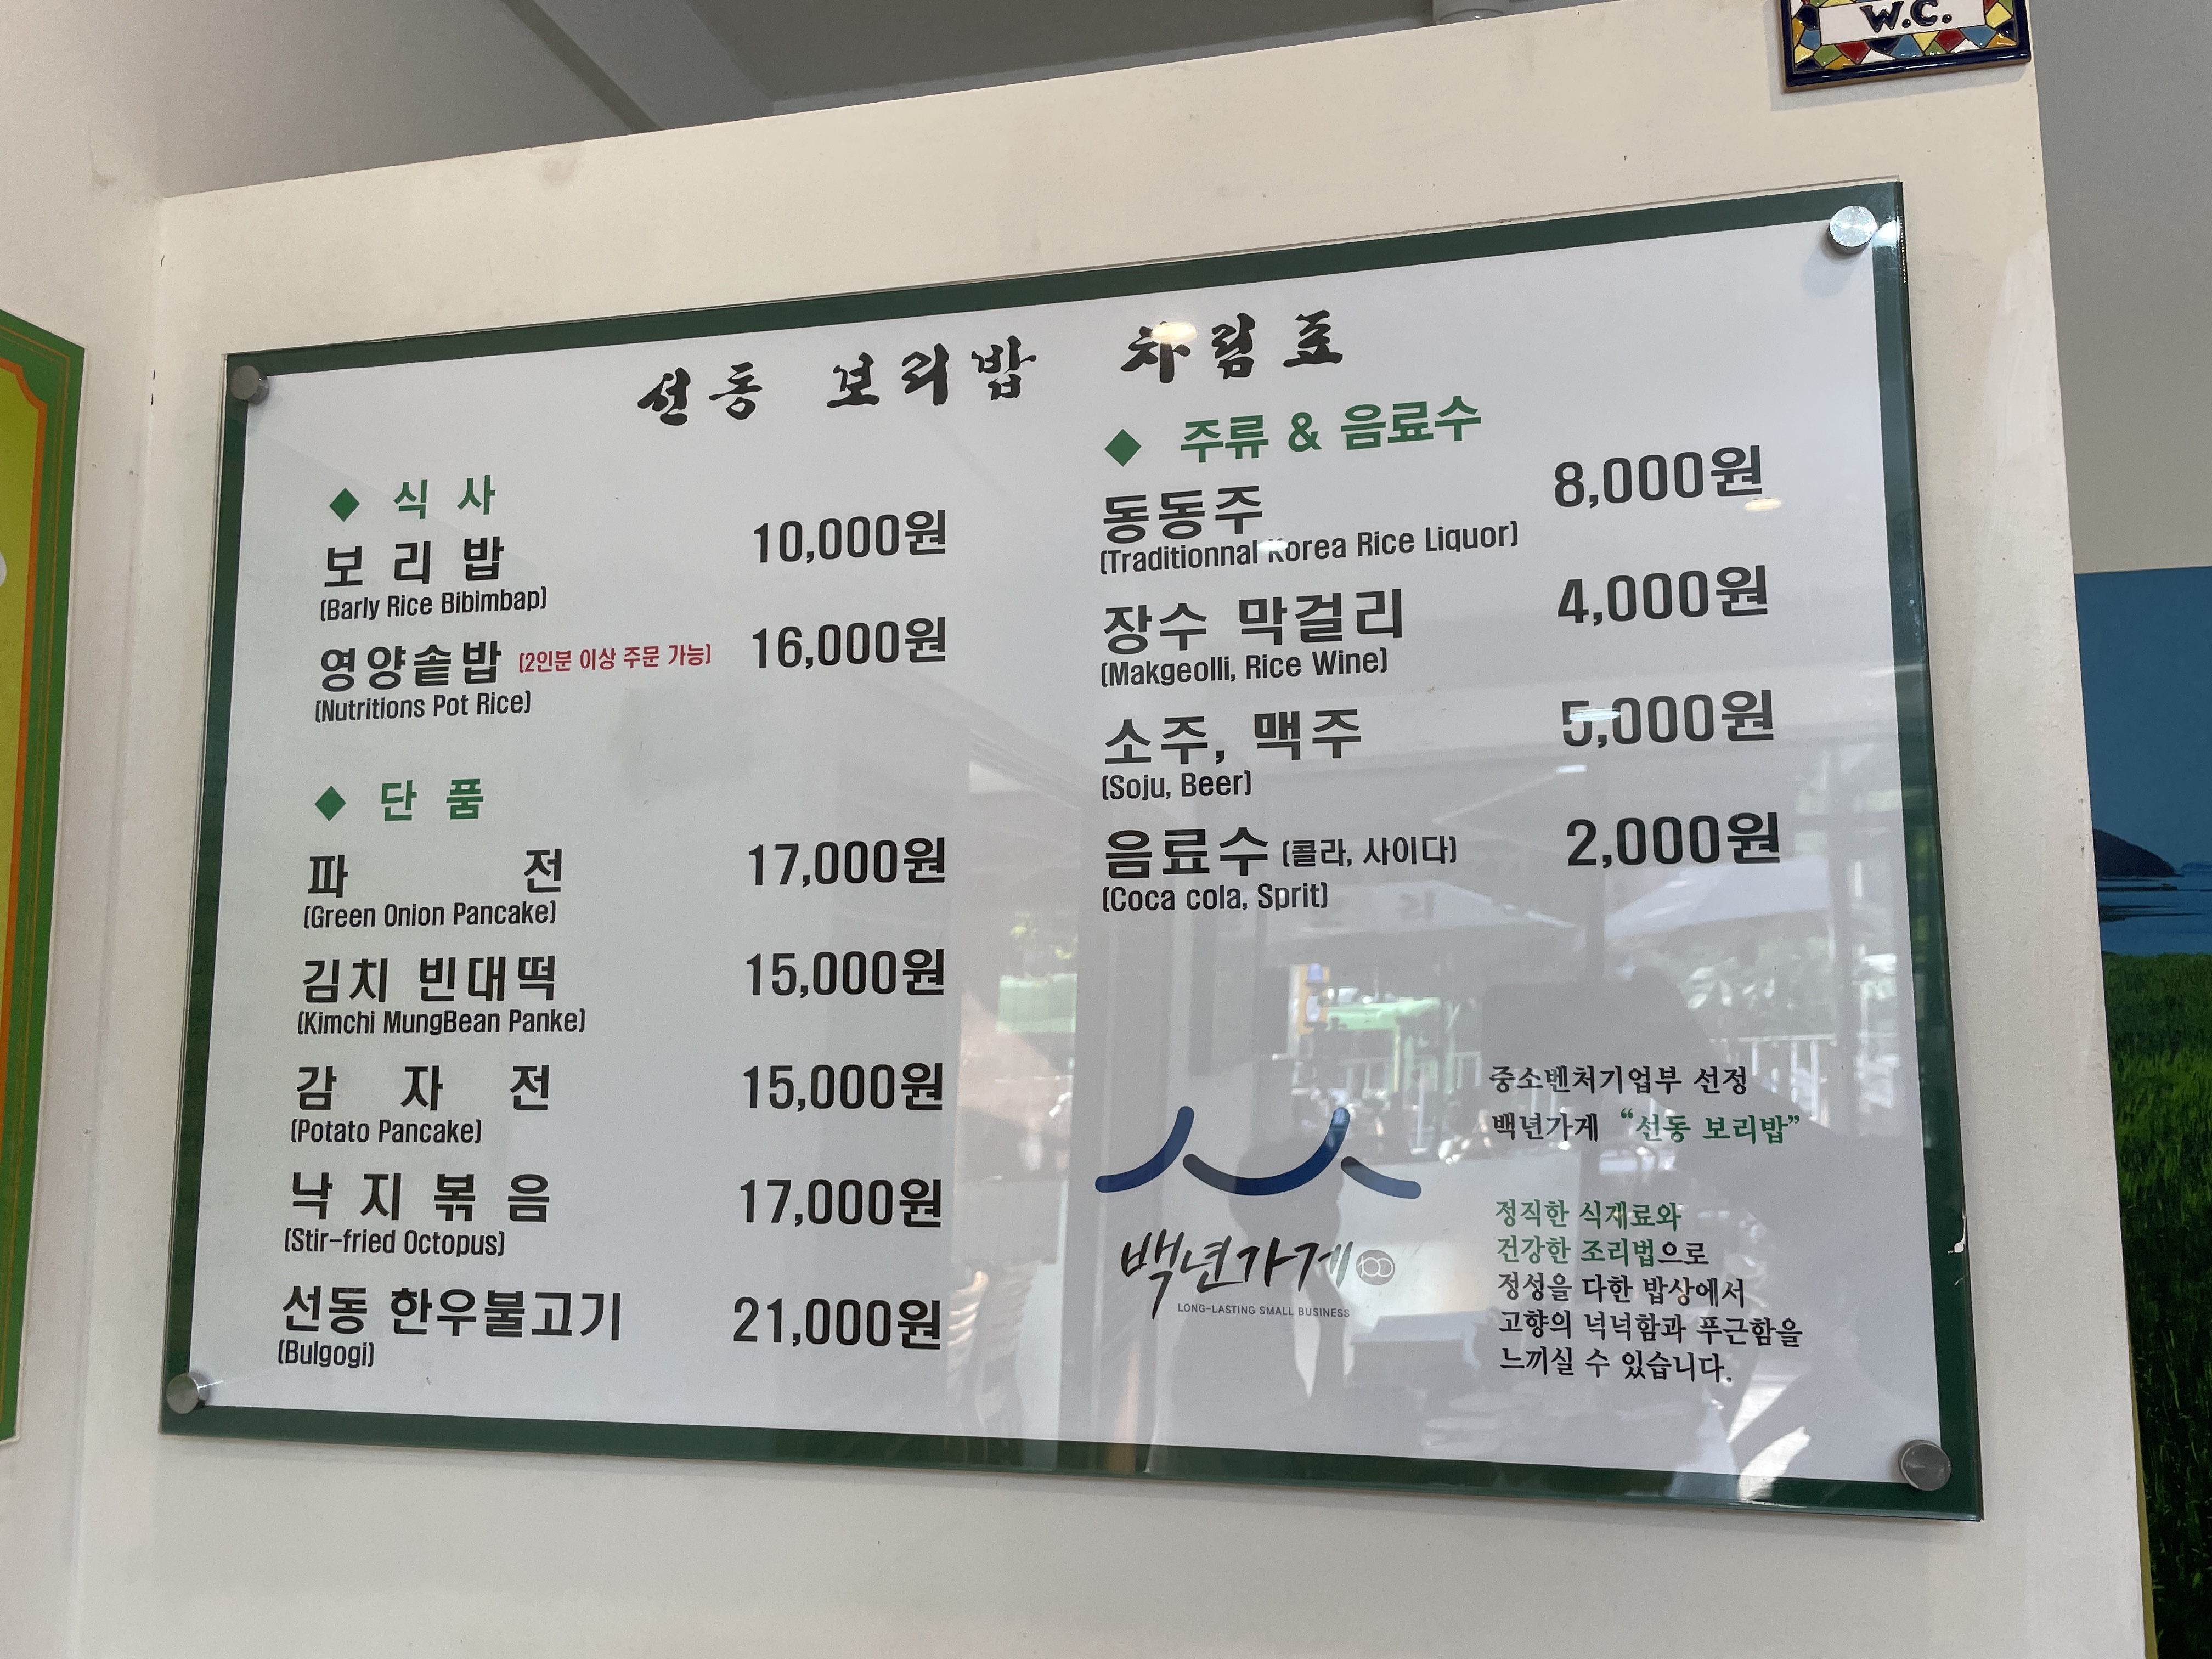 W.C.
선동 보리밥 차림표
◆ 식 사
보 리 밥 10,000원
(Barly Rice Bibimbap)
영양솥밥 (2인분 이상 주문 가능) 16,000원
(Nutritions Pot Rice)
◆ 단 품
파 전 17,000원
(Green Onion Pancake)
김치 빈대떡 15,000원
(Kimchi MungBean Panke)
감 자 전 15,000원
(Potato Pancake)
낙 지 볶 음 17,000원
(Stir-fried Octopus)
선동 한우불고기 21,000원
(Bulgogi)
◆ 주류 & 음료수
동동주 8,000원
(Traditionnal Korea Rice Liquor)
장수 막걸리 4,000원
(Makgeolli, Rice Wine)
소주, 맥주 5,000원
(Soju, Beer)
음료수 (콜라, 사이다) 2,000원
(Coca cola, Sprit)
백년가게 100
LONG-LASTING SMALL BUSINESS
중소벤처기업부 선정
백년가게 “선동 보리밥”
정직한 식재료와
건강한 조리법으로
정성을 다한 밥상에서
고향의 넉넉함과 푸근함을
느끼실 수 있습니다.